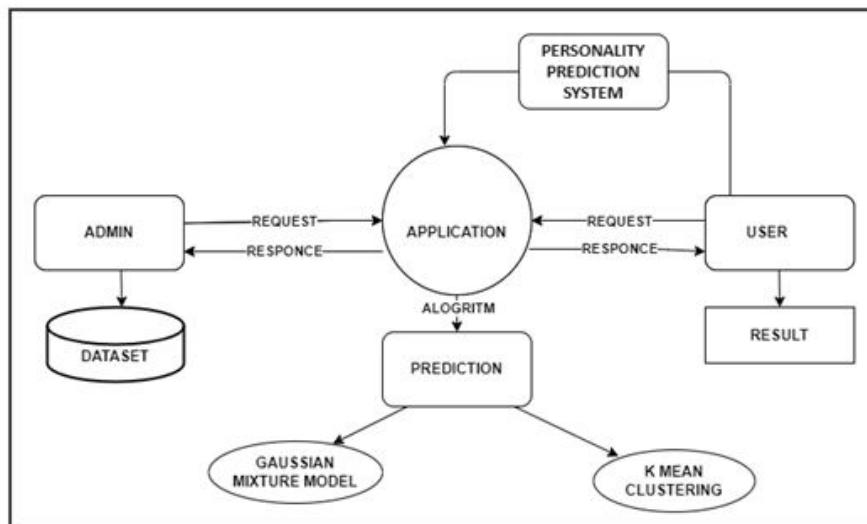 PERSONALITY
PREDICTION
SYSTEM
ADMIN
REQUEST
RESPONCE
APPLICATION
REQUEST
RESPONCE
USER
DATASET
ALOGRITM
RESULT
PREDICTION
GAUSSIAN
MIXTURE MODEL
K MEAN
CLUSTERING